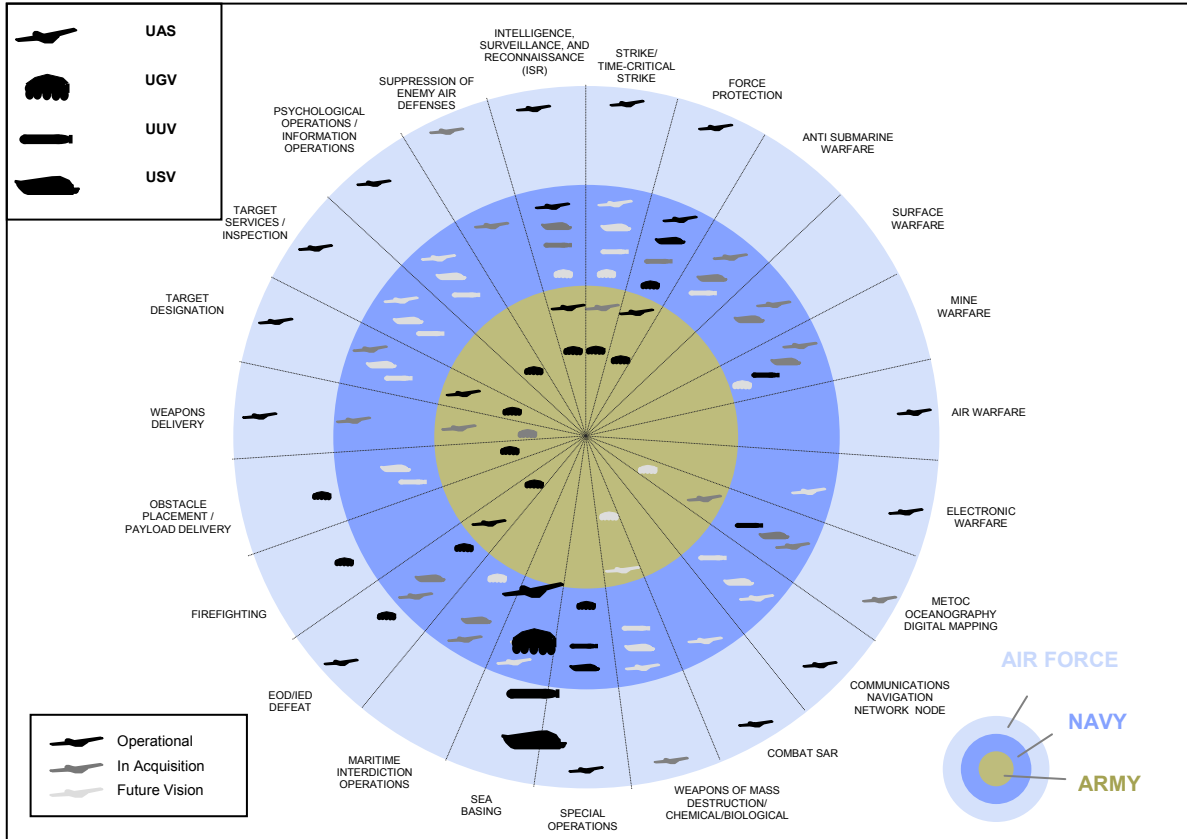 UAS
UGV
UUV
USV
INTELLIGENCE,
SURVEILLANCE, AND
RECONNAISSANCE
(ISR)
STRIKE/
TIME-CRITICAL
STRIKE
FORCE
PROTECTION
ANTI SUBMARINE
WARFARE
SURFACE
WARFARE
MINE
WARFARE
AIR WARFARE
ELECTRONIC
WARFARE
METOC
OCEANOGRAPHY
DIGITAL MAPPING
COMMUNICATIONS
NAVIGATION
NETWORK NODE
COMBAT SAR
WEAPONS OF MASS
DESTRUCTION/
CHEMICAL/BIOLOGICAL
SPECIAL
OPERATIONS
SEA
BASING
MARITIME
INTERDICTION
OPERATIONS
EOD/IED
DEFEAT
FIREFIGHTING
OBSTACLE
PLACEMENT /
PAYLOAD DELIVERY
WEAPONS
DELIVERY
TARGET
DESIGNATION
TARGET
SERVICES /
INSPECTION
PSYCHOLOGICAL
OPERATIONS /
INFORMATION
OPERATIONS
SUPPRESSION OF
ENEMY AIR
DEFENSES
Operational
In Acquisition
Future Vision
AIR FORCE
NAVY
ARMY